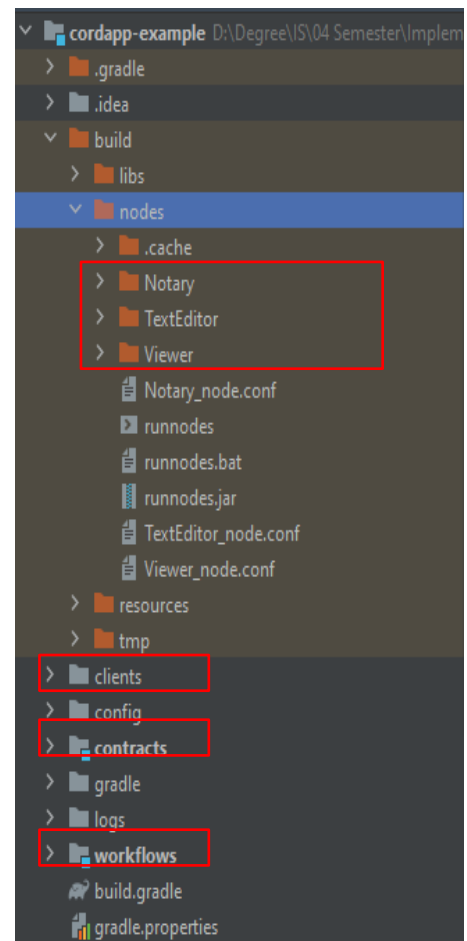 cordapp-example D:\Degree\IS\04 Semester\Implem
.gradle
.idea
build
libs
nodes
.cache
Notary
TextEditor
Viewer
Notary_node.conf
runnodes
runnodes.bat
runnodes.jar
TextEditor_node.conf
Viewer_node.conf
resources
tmp
clients
config
contracts
gradle
logs
workflows
build.gradle
gradle.properties